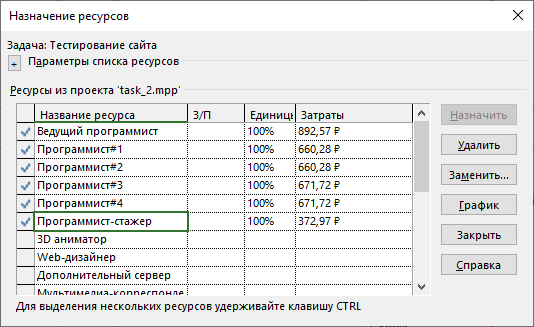 Назначение ресурсов
Задача: Тестирование сайта
+ Параметры списка ресурсов
Ресурсы из проекта 'task_2.mpp'
Название ресурса З/П Единицы Затраты
Ведущий программист 100% 892,57 ₽
Программист#1 100% 660,28 ₽
Программист#2 100% 660,28 ₽
Программист#3 100% 671,72 ₽
Программист#4 100% 671,72 ₽
Программист-стажер 100% 372,97 ₽
3D аниматор
Web-дизайнер
Дополнительный сервер
Мультимедиа-корреспонде
Назначить
Удалить
Заменить...
График
Закрыть
Справка
Для выделения нескольких ресурсов удерживайте клавишу CTRL